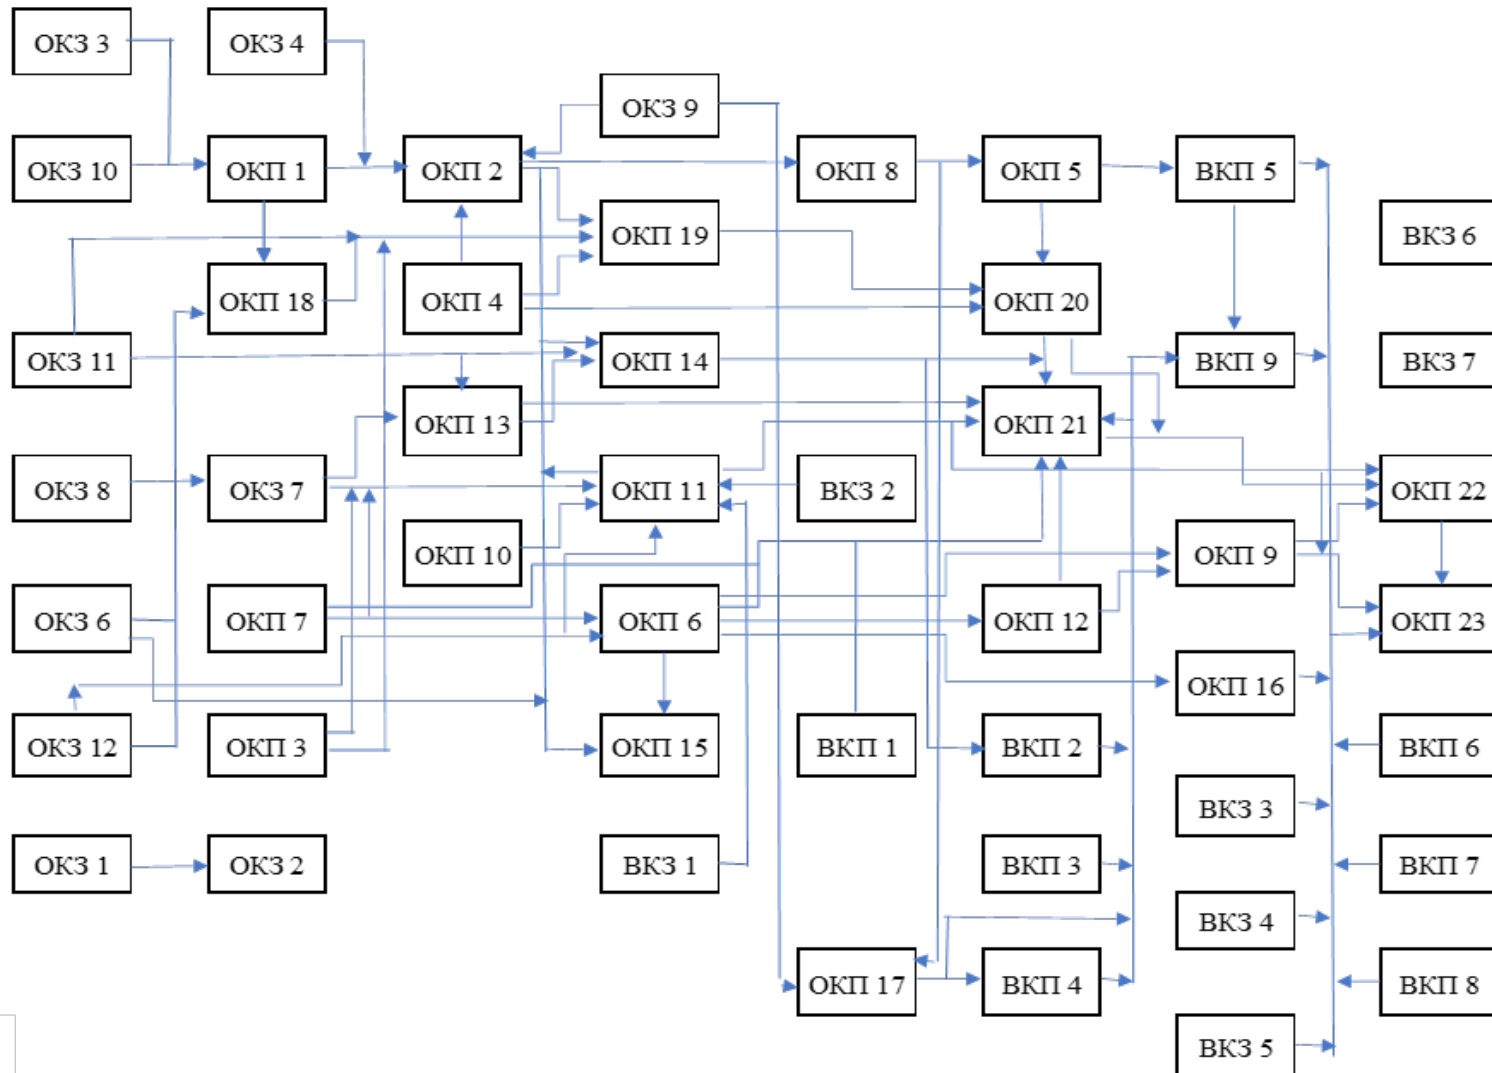 ОКЗ 3
ОКЗ 4
ОКЗ 9
ОКЗ 10
ОКП 1
ОКП 2
ОКП 8
ОКП 5
ВКП 5
ОКП 19
ВКЗ 6
ОКП 18
ОКП 4
ОКП 20
ОКЗ 11
ОКП 14
ВКП 9
ВКЗ 7
ОКП 13
ОКП 21
ОКЗ 8
ОКЗ 7
ОКП 11
ВКЗ 2
ОКП 22
ОКП 10
ОКП 9
ОКЗ 6
ОКП 7
ОКП 6
ОКП 12
ОКП 23
ОКП 16
ОКЗ 12
ОКП 3
ОКП 15
ВКП 1
ВКП 2
ВКП 6
ВКЗ 3
ОКЗ 1
ОКЗ 2
ВКЗ 1
ВКП 3
ВКП 7
ВКЗ 4
ОКП 17
ВКП 4
ВКП 8
ВКЗ 5